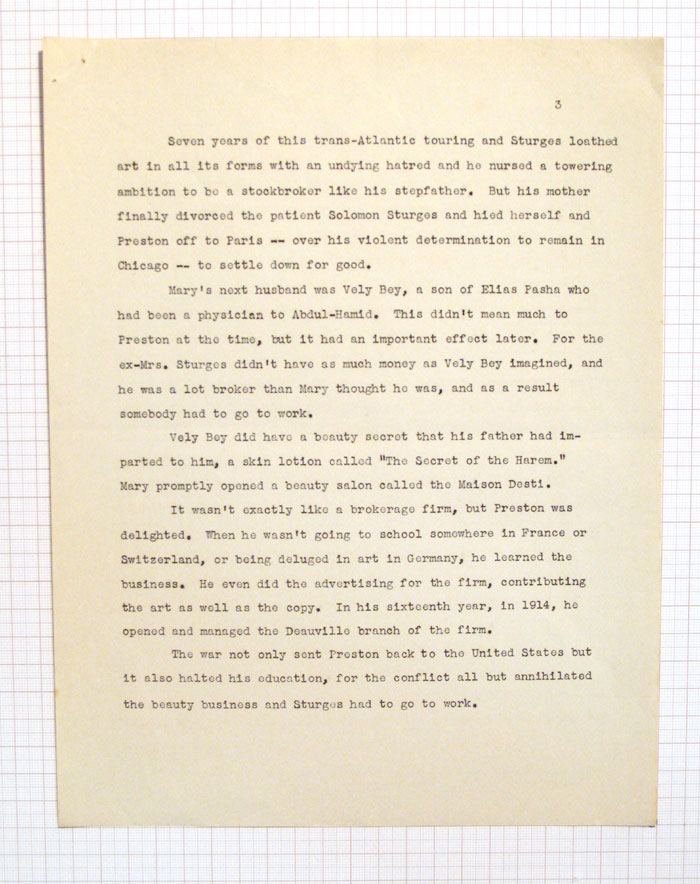 3
Seven years of this trans-Atlantic touring and Sturges loathed
art in all its forms with an undying hatred and he nursed a towering
ambition to be a stockbroker like his stepfather. But his mother
finally divorced the patient Solomon Sturges and hied herself and
Preston off to Paris -- over his violent determination to remain in
Chicago -- to settle down for good.
Mary's next husband was Vely Bey, a son of Elias Pasha who
had been a physician to Abdul-Hamid. This didn't mean much to
Preston at the time, but it had an important effect later. For the
ex-Mrs. Sturges didn't have as much money as Vely Bey imagined, and
he was a lot broker than Mary thought he was, and as a result
somebody had to go to work.
Vely Bey did have a beauty secret that his father had im-
parted to him, a skin lotion called "The Secret of the Harem."
Mary promptly opened a beauty salon called the Maison Desti.
It wasn't exactly like a brokerage firm, but Preston was
delighted. When he wasn't going to school somewhere in France or
Switzerland, or being deluged in art in Germany, he learned the
business. He even did the advertising for the firm, contributing
the art as well as the copy. In his sixteenth year, in 1914, he
opened and managed the Deauville branch of the firm.
The war not only sent Preston back to the United States but
it also halted his education, for the conflict all but annihilated
the beauty business and Sturges had to go to work.